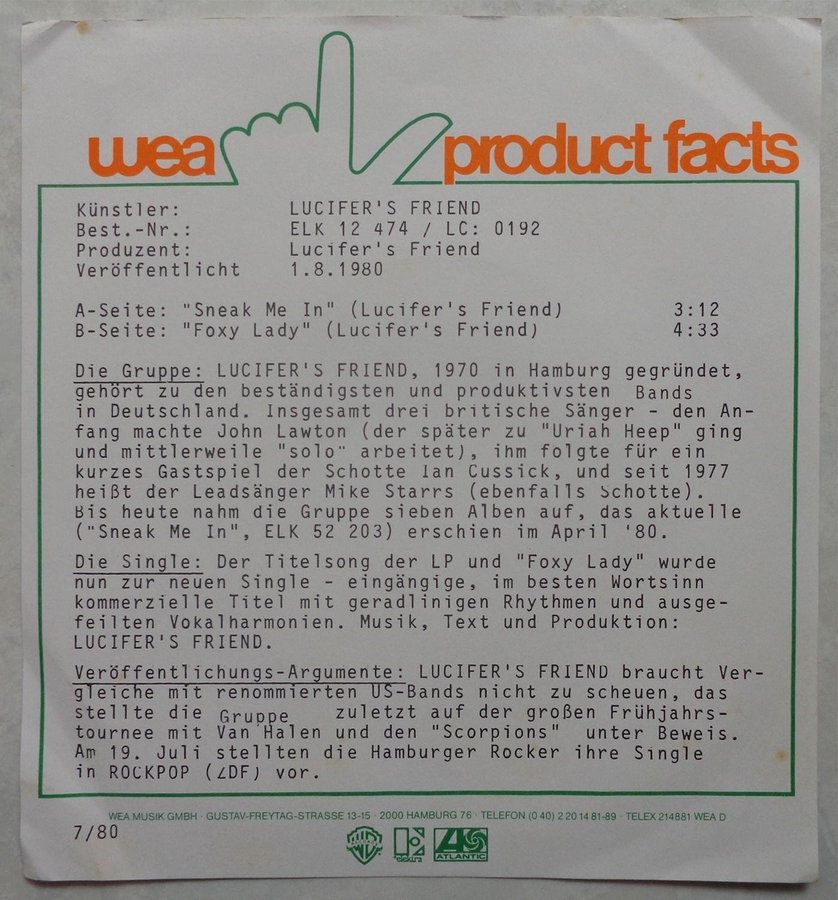 wea product facts
Künstler: LUCIFER'S FRIEND
Best.-Nr.: ELK 12 474 / LC: 0192
Produzent: Lucifer's Friend
Veröffentlicht 1.8.1980
A-Seite: "Sneak Me In" (Lucifer's Friend) 3:12
B-Seite: "Foxy Lady" (Lucifer's Friend) 4:33
Die Gruppe: LUCIFER'S FRIEND, 1970 in Hamburg gegründet,
gehört zu den beständigsten und produktivsten Bands
in Deutschland. Insgesamt drei britische Sänger - den An-
fang machte John Lawton (der später zu "Uriah Heep" ging
und mittlerweile "solo" arbeitet), ihm folgte für ein
kurzes Gastspiel der Schotte Ian Cussick, und seit 1977
heißt der Leadsänger Mike Starrs (ebenfalls Schotte).
Bis heute nahm die Gruppe sieben Alben auf, das aktuelle
("Sneak Me In", ELK 52 203) erschien im April '80.
Die Single: Der Titelsong der LP und "Foxy Lady" wurde
nun zur neuen Single - eingängige, im besten Wortsinn
kommerzielle Titel mit geradlinigen Rhythmen und ausge-
feilten Vokalharmonien. Musik, Text und Produktion:
LUCIFER'S FRIEND.
Veröffentlichungs-Argumente: LUCIFER'S FRIEND braucht Ver-
gleiche mit renommierten US-Bands nicht zu scheuen, das
stellte die Gruppe zuletzt auf der großen Frühjahrs-
tournee mit Van Halen und den "Scorpions" unter Beweis.
Am 19. Juli stellten die Hamburger Rocker ihre Single
in ROCKPOP (ZDF) vor.
WEA MUSIK GMBH · GUSTAV-FREYTAG-STRASSE 13-15 · 2000 HAMBURG 76 · TELEFON (0 40) 2 20 14 81-89 · TELEX 214881 WEA D
7/80
elektra ATLANTIC